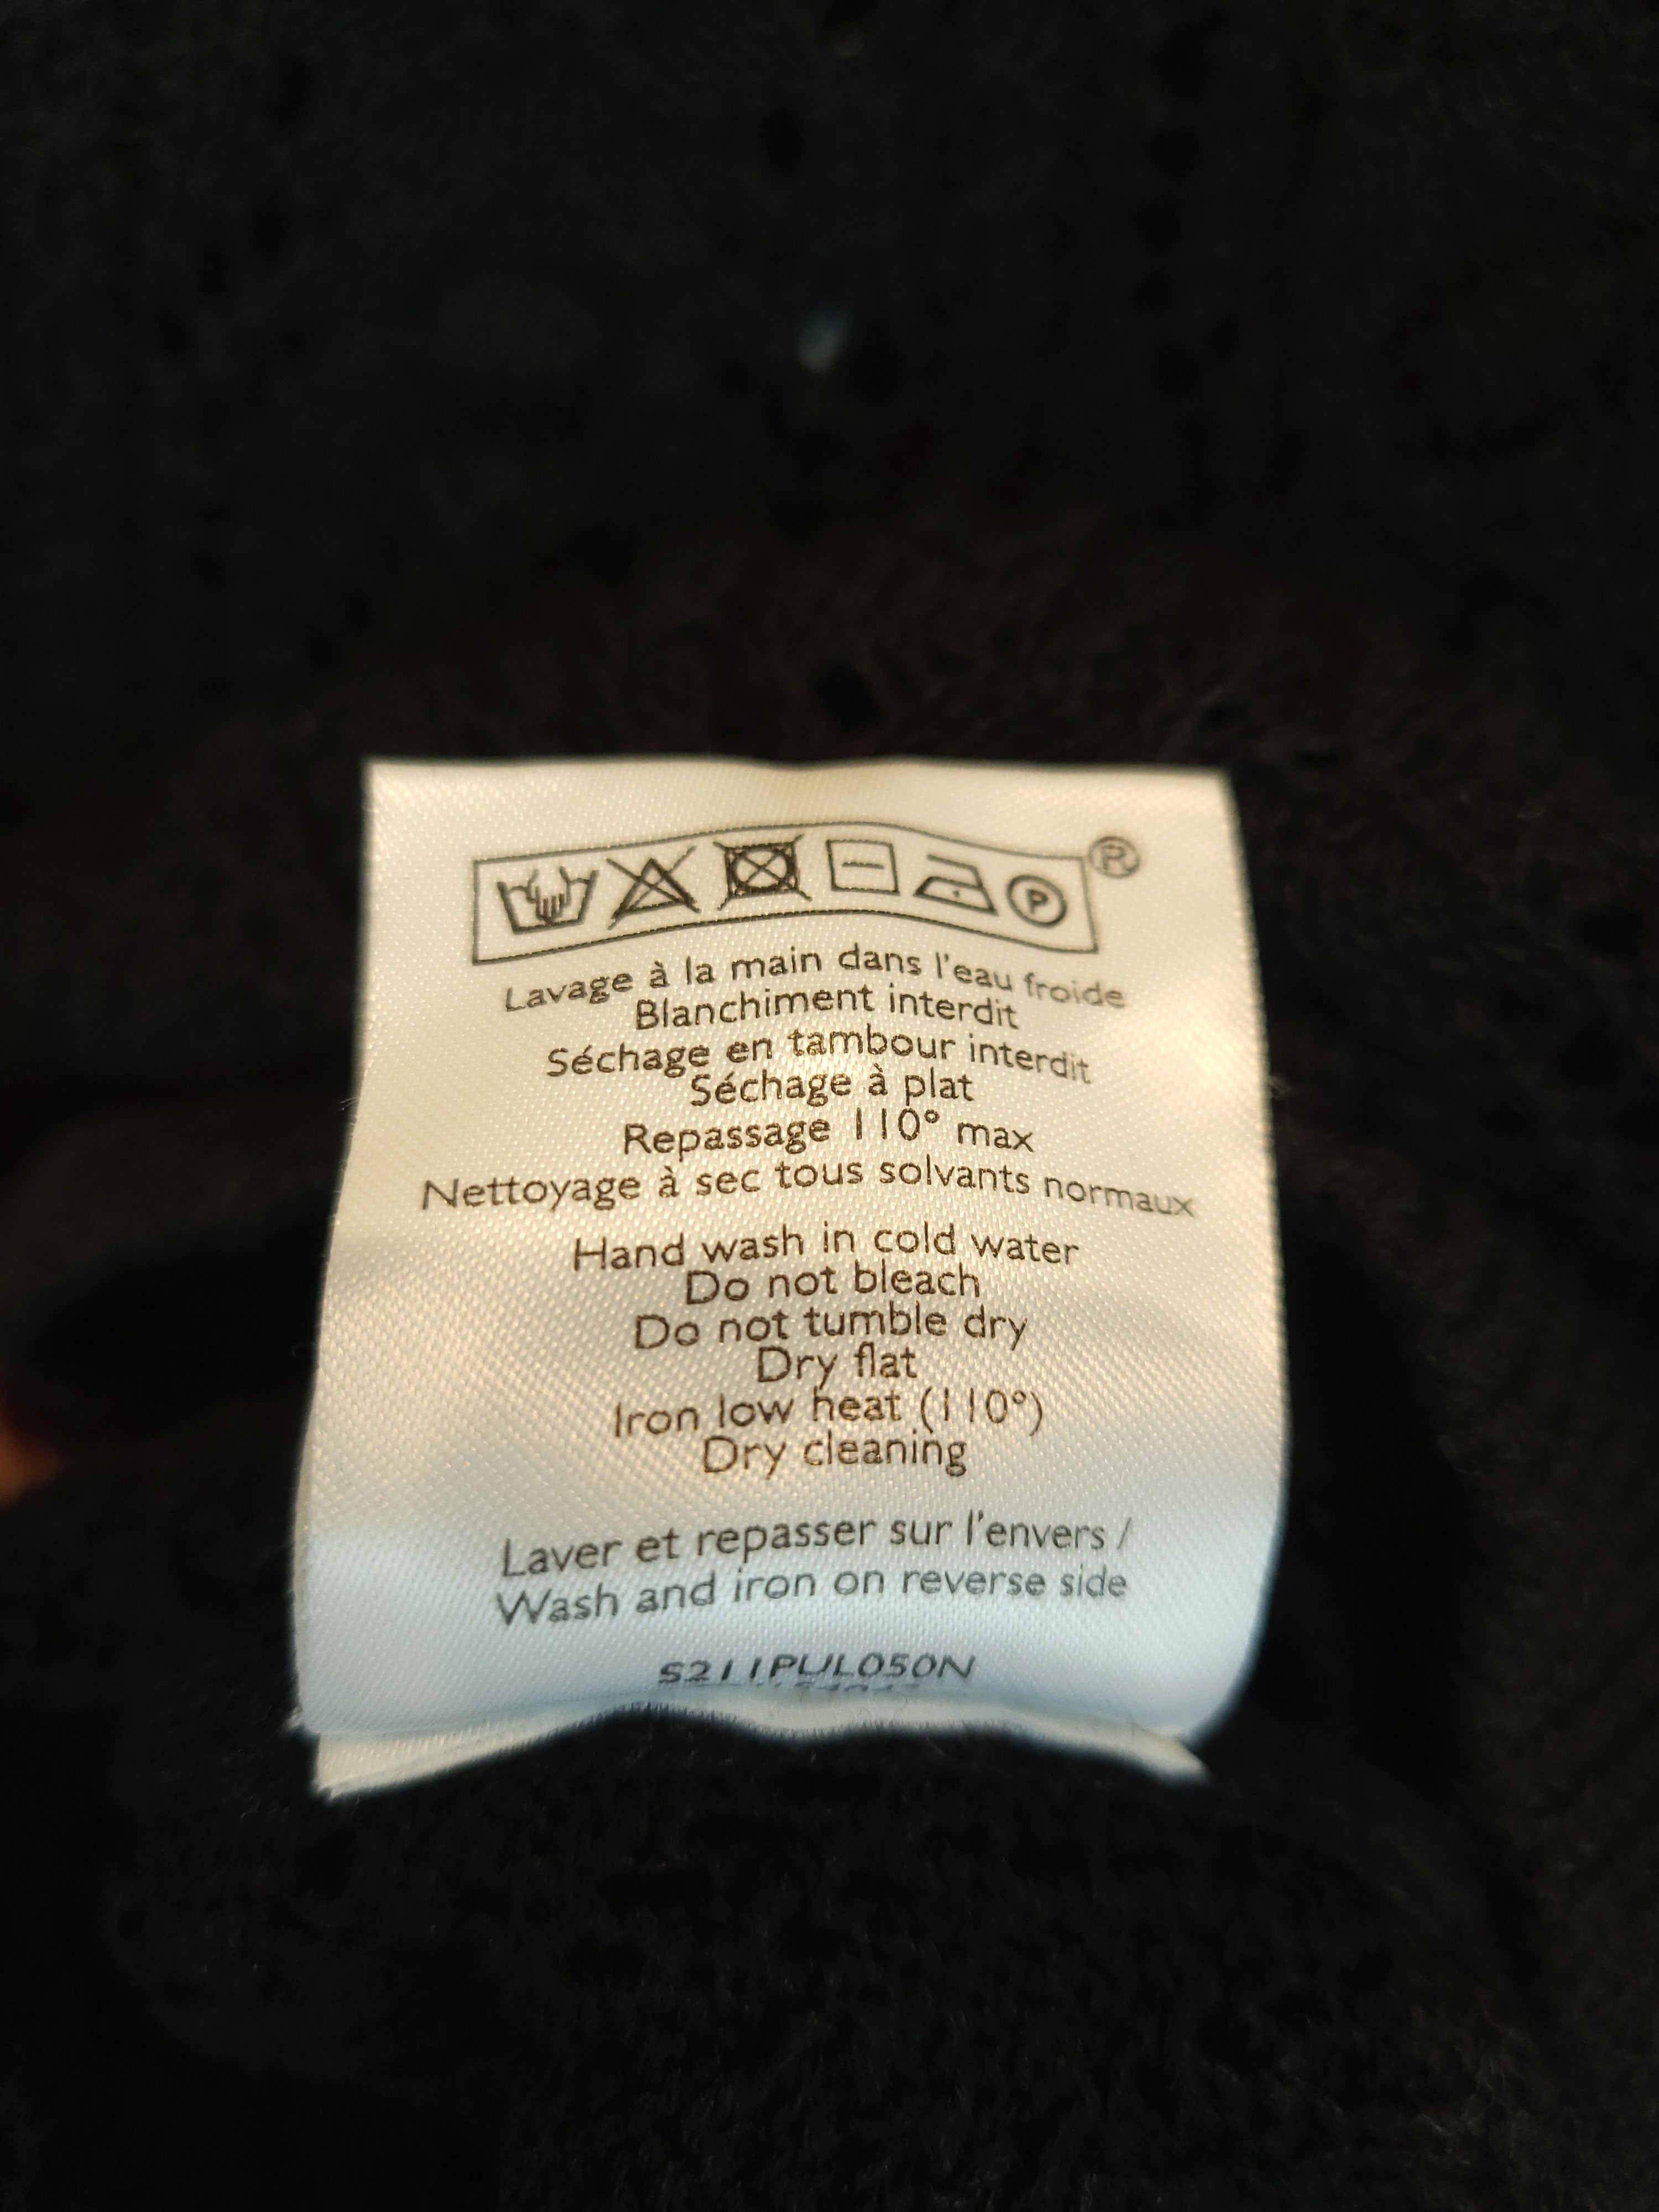 P
®
Lavage à la main dans l'eau froide
Blanchiment interdit
Séchage en tambour interdit
Séchage à plat
Repassage 110° max
Nettoyage à sec tous solvants normaux
Hand wash in cold water
Do not bleach
Do not tumble dry
Dry flat
Iron low heat (110°)
Dry cleaning
Laver et repasser sur l'envers /
Wash and iron on reverse side
S211PUL050N